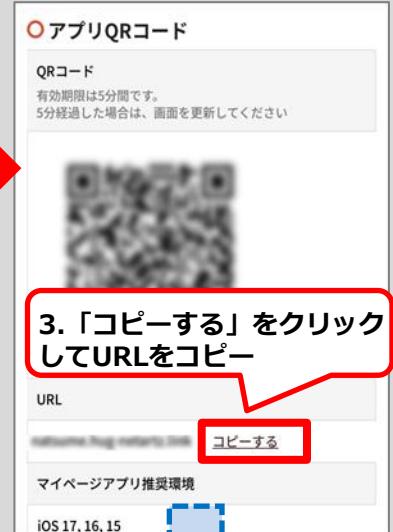 アプリQRコード
QRコード
有効期限は5分間です。
5分経過した場合は、画面を更新してください
3.「コピーする」をクリック
してURLをコピー
URL
コピーする
マイページアプリ推奨環境
iOS 17, 16, 15